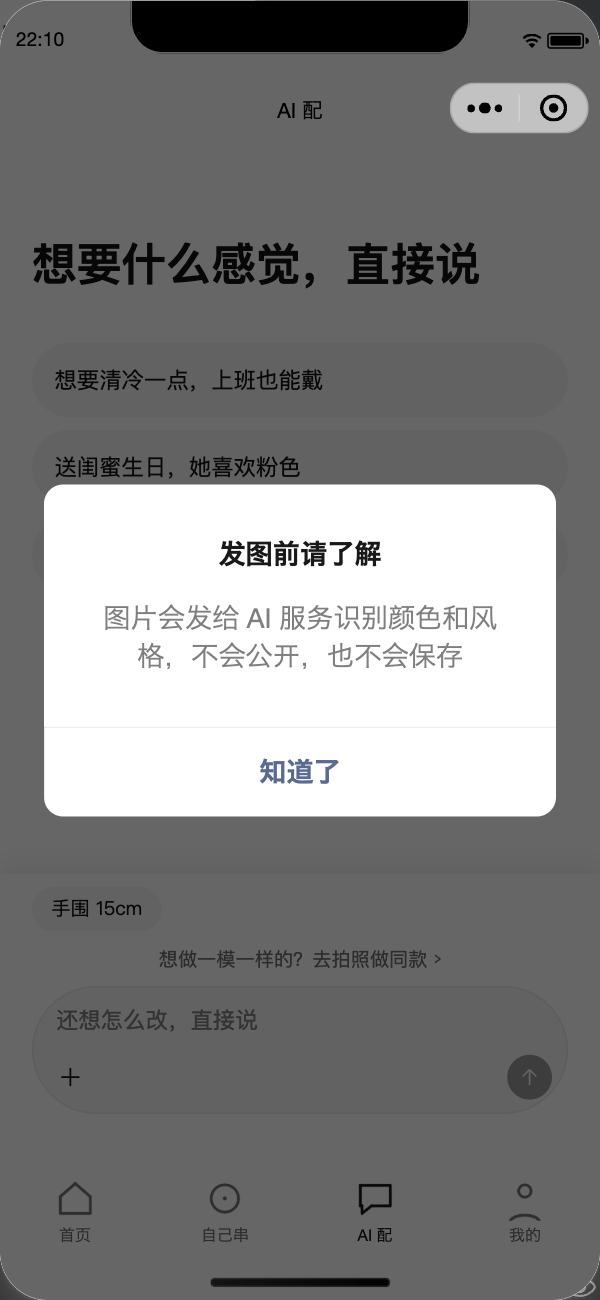 22:10
AI 配
想要什么感觉，直接说
想要清冷一点，上班也能戴
送闺蜜生日，她喜欢粉色
发图前请了解
图片会发给 AI 服务识别颜色和风
格，不会公开，也不会保存
知道了
手围 15cm
想做一模一样的？去拍照做同款 >
还想怎么改，直接说
首页
自己串
AI 配
我的